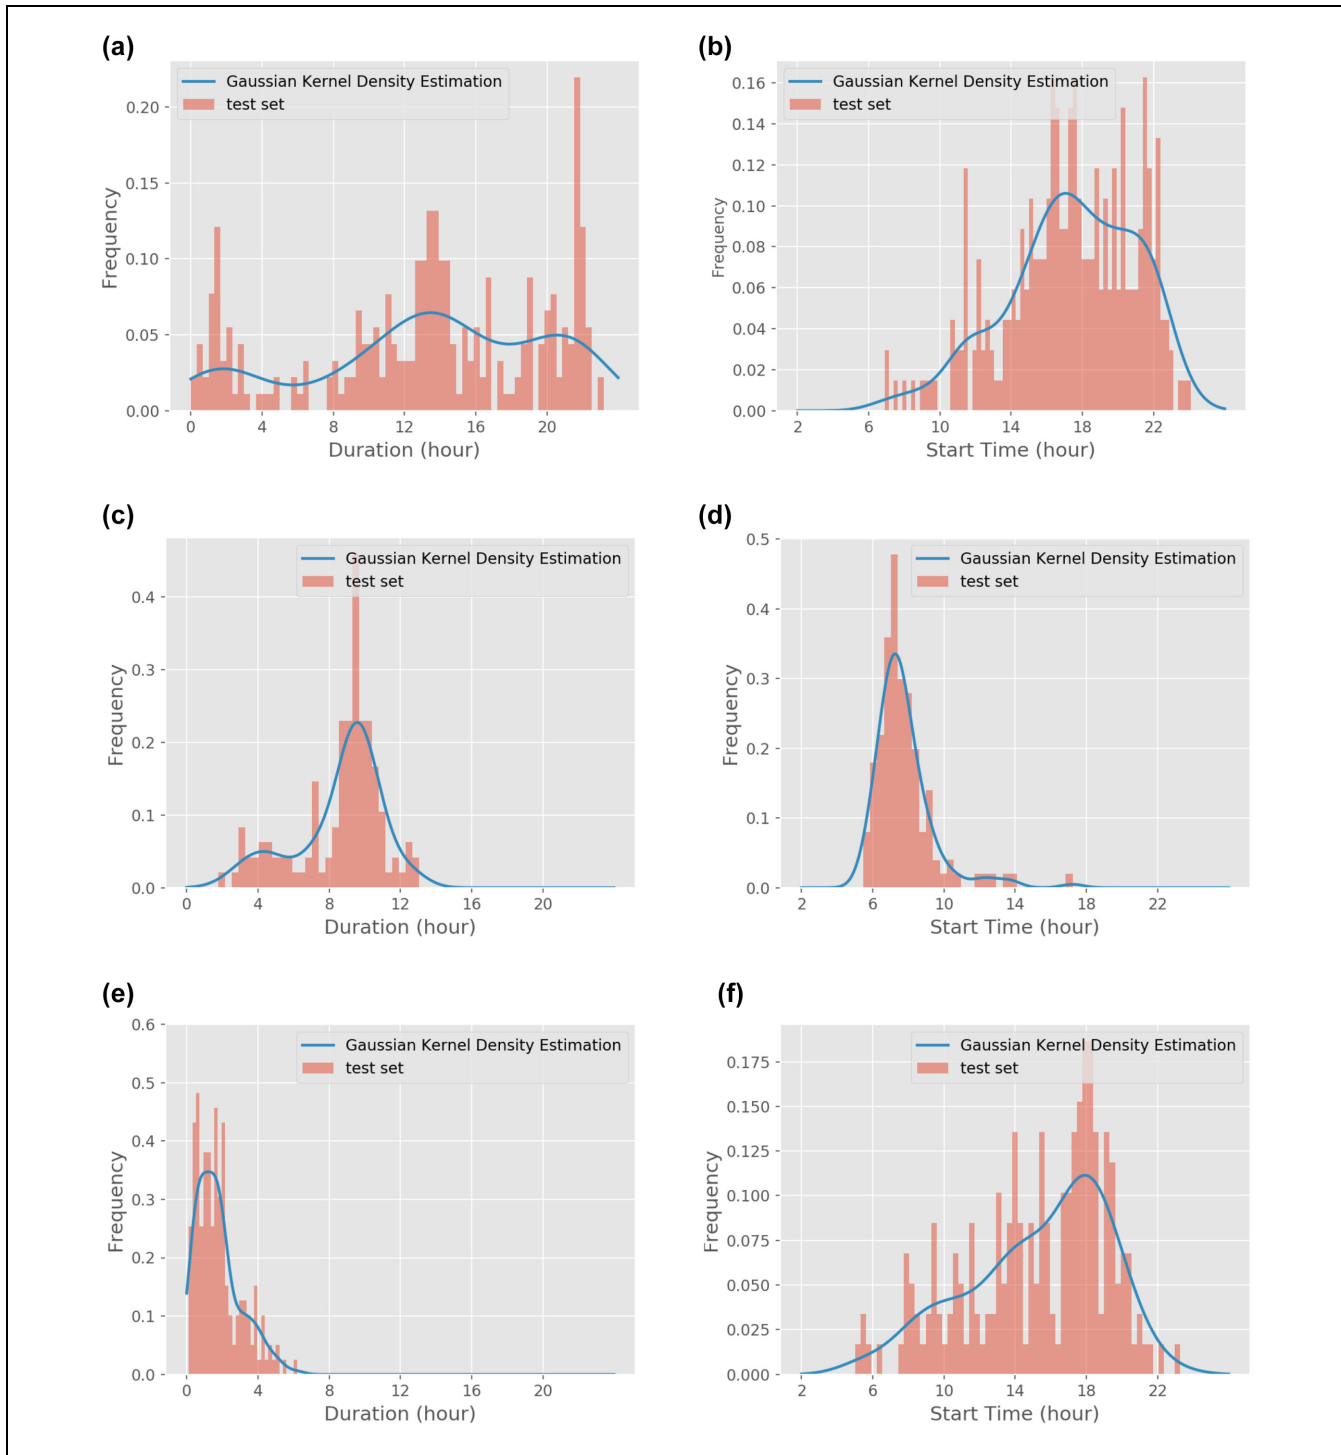 (a)
Gaussian Kernel Density Estimation
test set
0.20
0.15
0.10
0.05
0.00
Frequency
0 4 8 12 16 20
Duration (hour)
(b)
Gaussian Kernel Density Estimation
test set
0.16
0.14
0.12
0.10
0.08
0.06
0.04
0.02
0.00
Frequency
2 6 10 14 18 22
Start Time (hour)
(c)
Gaussian Kernel Density Estimation
test set
0.4
0.3
0.2
0.1
0.0
Frequency
0 4 8 12 16 20
Duration (hour)
(d)
Gaussian Kernel Density Estimation
test set
0.5
0.4
0.3
0.2
0.1
0.0
Frequency
2 6 10 14 18 22
Start Time (hour)
(e)
Gaussian Kernel Density Estimation
test set
0.6
0.5
0.4
0.3
0.2
0.1
0.0
Frequency
0 4 8 12 16 20
Duration (hour)
(f)
Gaussian Kernel Density Estimation
test set
0.175
0.150
0.125
0.100
0.075
0.050
0.025
0.000
Frequency
2 6 10 14 18 22
Start Time (hour)